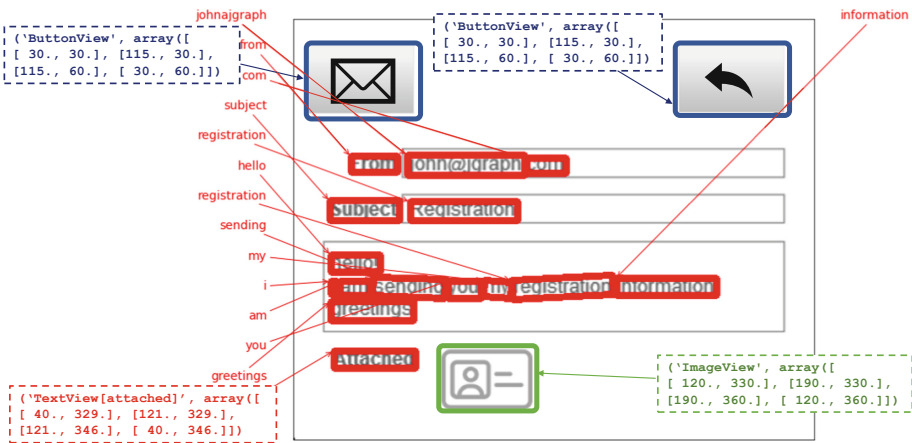 johnajgraph
information
('ButtonView', array([
[ 30., 30.], [115., 30.],
[115., 60.], [ 30., 60.]])
('ButtonView', array([
[ 30., 30.], [115., 30.],
[115., 60.], [ 30., 60.]])
from
com
subject
registration
hello
registration
sending
my
i
am
you
greetings
From john@jgraph.com
Subject Registration
Hello!
I am sending you my registration information
greetings
Attached
('TextView[attached]', array([
[ 40., 329.], [121., 329.],
[121., 346.], [ 40., 346.]])
('ImageView', array([
[ 120., 330.], [190., 330.],
[190., 360.], [ 120., 360.]])